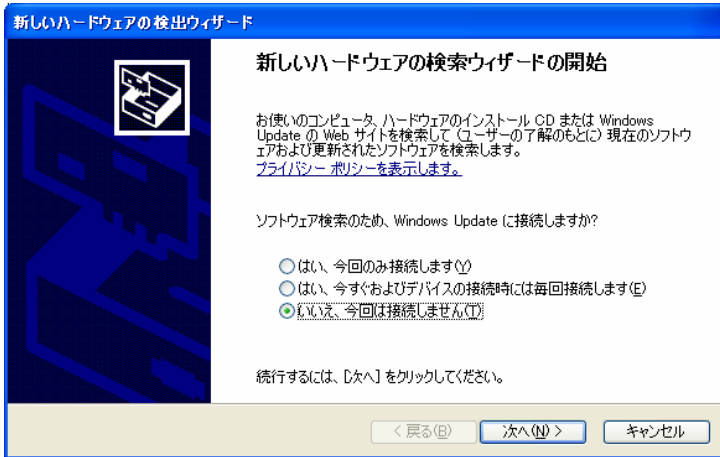 新しいハードウェアの検出ウィザード
新しいハードウェアの検索ウィザードの開始
お使いのコンピュータ、ハードウェアのインストール CD または Windows
Update の Web サイトを検索して (ユーザーの了解のもとに) 現在のソフトウ
ェアおよび更新されたソフトウェアを検索します。
プライバシー ポリシーを表示します。
ソフトウェア検索のため、Windows Update に接続しますか?
はい、今回のみ接続します(Y)
はい、今すぐおよびデバイスの接続時には毎回接続します(E)
いいえ、今回は接続しません(T)
続行するには、[次へ] をクリックしてください。
< 戻る(B)
次へ(N) >
キャンセル